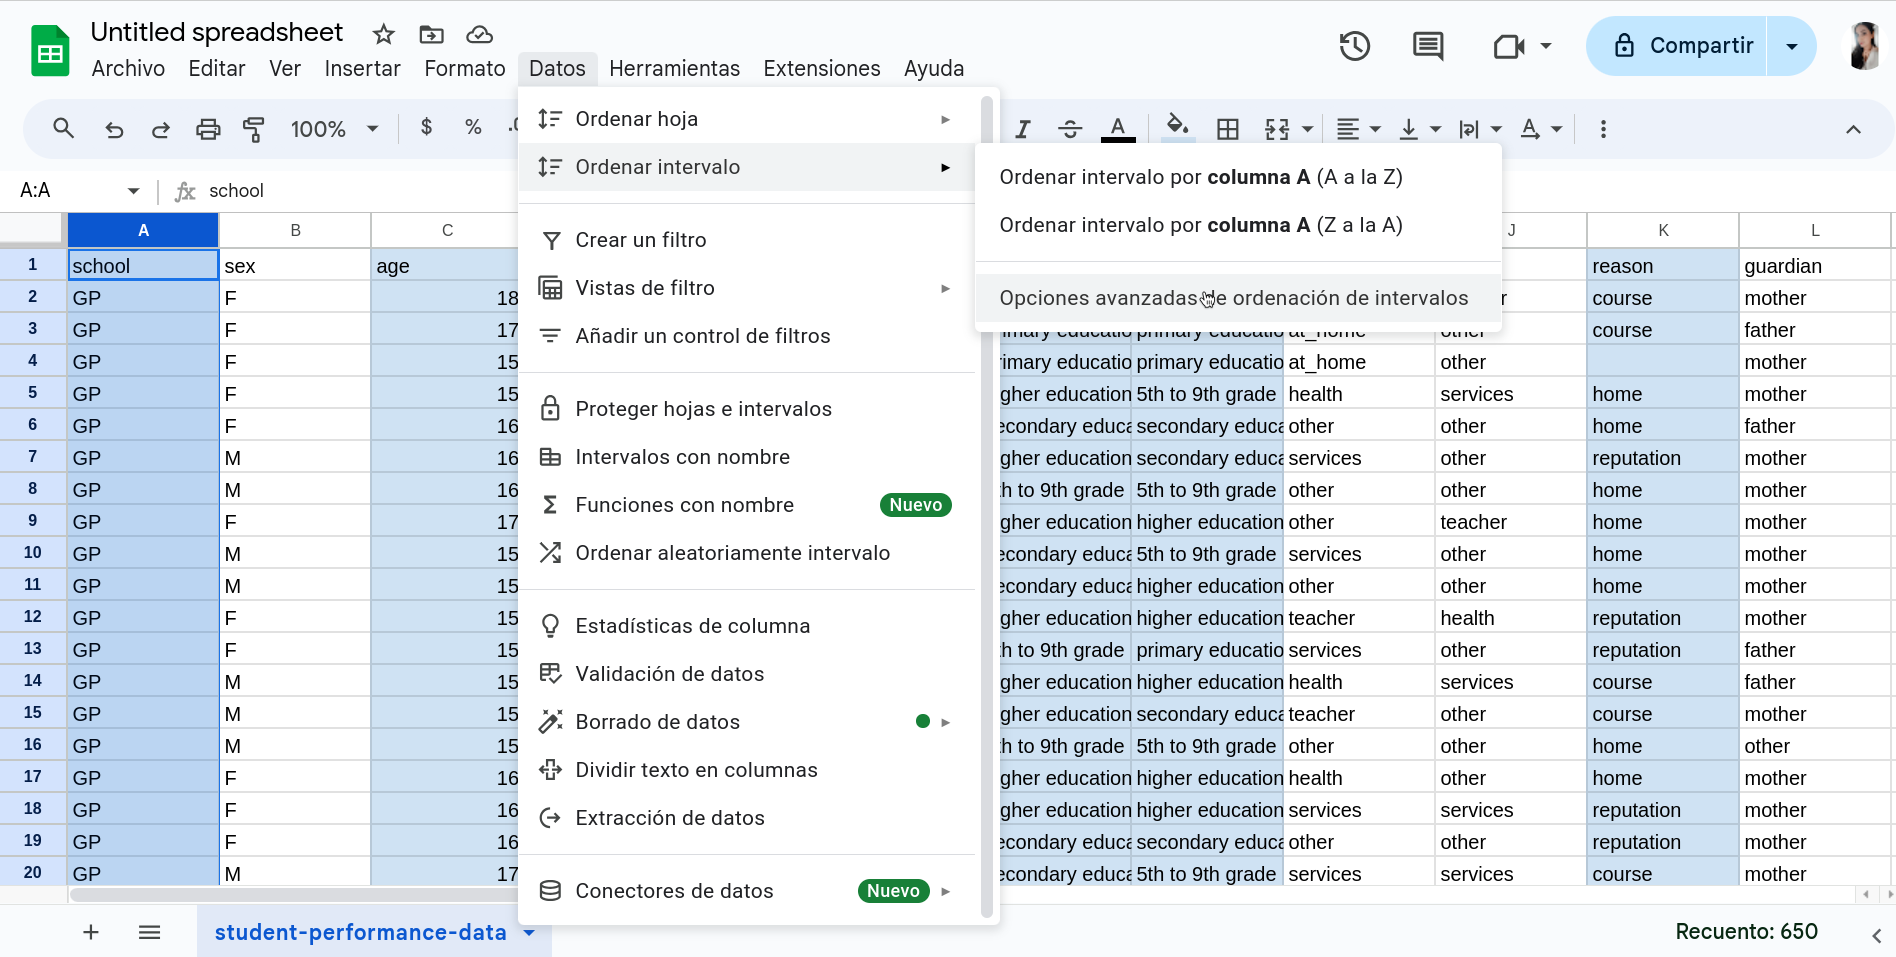 Untitled spreadsheet
Archivo Editar Ver Insertar Formato Datos Herramientas Extensiones Ayuda
Compartir
100% $ % .0 A A
A:A fx school
Ordenar hoja
Ordenar intervalo
Crear un filtro
Vistas de filtro
Añadir un control de filtros
Proteger hojas e intervalos
Intervalos con nombre
Funciones con nombre Nuevo
Ordenar aleatoriamente intervalo
Estadísticas de columna
Validación de datos
Borrado de datos
Dividir texto en columnas
Extracción de datos
Conectores de datos Nuevo
Ordenar intervalo por columna A (A a la Z)
Ordenar intervalo por columna A (Z a la A)
Opciones avanzadas de ordenación de intervalos
A B C J K L
1 school sex age reason guardian
2 GP F 18 r course mother
3 GP F 17 imary educatio primary educatio at_home other course father
4 GP F 15 imary educatio primary educatio at_home other mother
5 GP F 15 gher education 5th to 9th grade health services home mother
6 GP F 16 econdary educa secondary educa other other home father
7 GP M 16 gher education secondary educa services other reputation mother
8 GP M 16 h to 9th grade 5th to 9th grade other other home mother
9 GP F 17 gher education higher education other teacher home mother
10 GP M 15 econdary educa 5th to 9th grade services other home mother
11 GP M 15 econdary educa higher education other other home mother
12 GP F 15 gher education higher education teacher health reputation mother
13 GP F 15 h to 9th grade primary educatio services other reputation father
14 GP M 15 gher education higher education health services course father
15 GP M 15 gher education secondary educa teacher other course mother
16 GP M 15 h to 9th grade 5th to 9th grade other other home other
17 GP F 16 gher education higher education health other home mother
18 GP F 16 gher education higher education services services reputation mother
19 GP F 16 econdary educa secondary educa other other reputation mother
20 GP M 17 econdary educa 5th to 9th grade services services course mother
student-performance-data
Recuento: 650